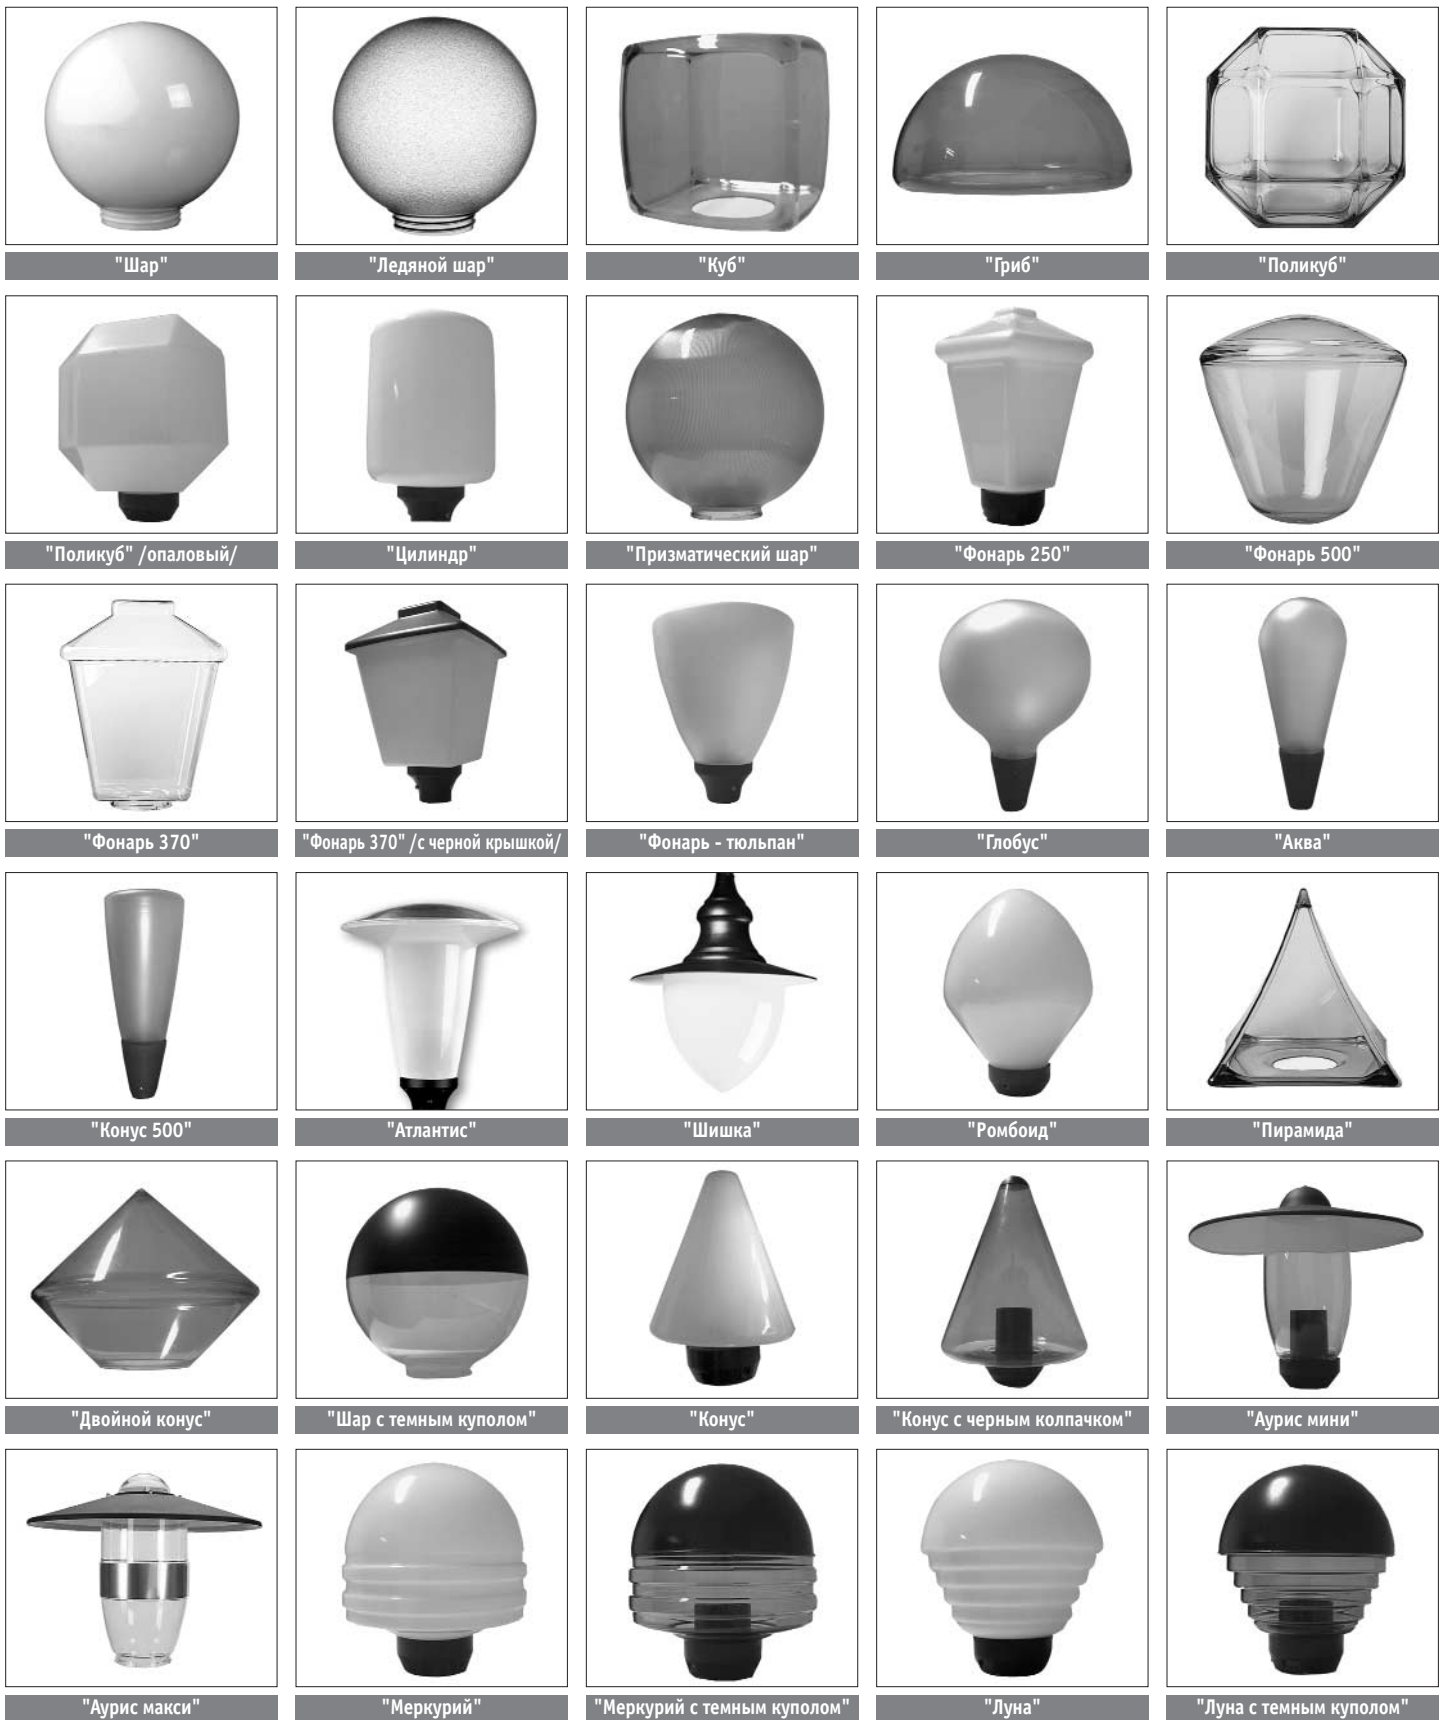 "Шар"
"Ледяной шар"
"Куб"
"Гриб"
"Поликуб"
"Поликуб" /опаловый/
"Цилиндр"
"Призматический шар"
"Фонарь 250"
"Фонарь 500"
"Фонарь 370"
"Фонарь 370" /с черной крышкой/
"Фонарь - тюльпан"
"Глобус"
"Аква"
"Конус 500"
"Атлантис"
"Шишка"
"Ромбоид"
"Пирамида"
"Двойной конус"
"Шар с темным куполом"
"Конус"
"Конус с черным колпачком"
"Аурис мини"
"Аурис макси"
"Меркурий"
"Меркурий с темным куполом"
"Луна"
"Луна с темным куполом"